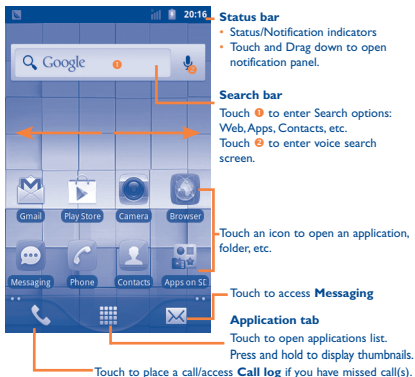 20:16
Google
1
2
Gmail
Play Store
Camera
Browser
Messaging
Phone
Contacts
Apps on SD
Status bar
• Status/Notification indicators
• Touch and Drag down to open
notification panel.
Search bar
Touch ❶ to enter Search options:
Web, Apps, Contacts, etc.
Touch ❷ to enter voice search
screen.
Touch an icon to open an application,
folder, etc.
Touch to access Messaging
Application tab
Touch to open applications list.
Press and hold to display thumbnails.
Touch to place a call/access Call log if you have missed call(s).